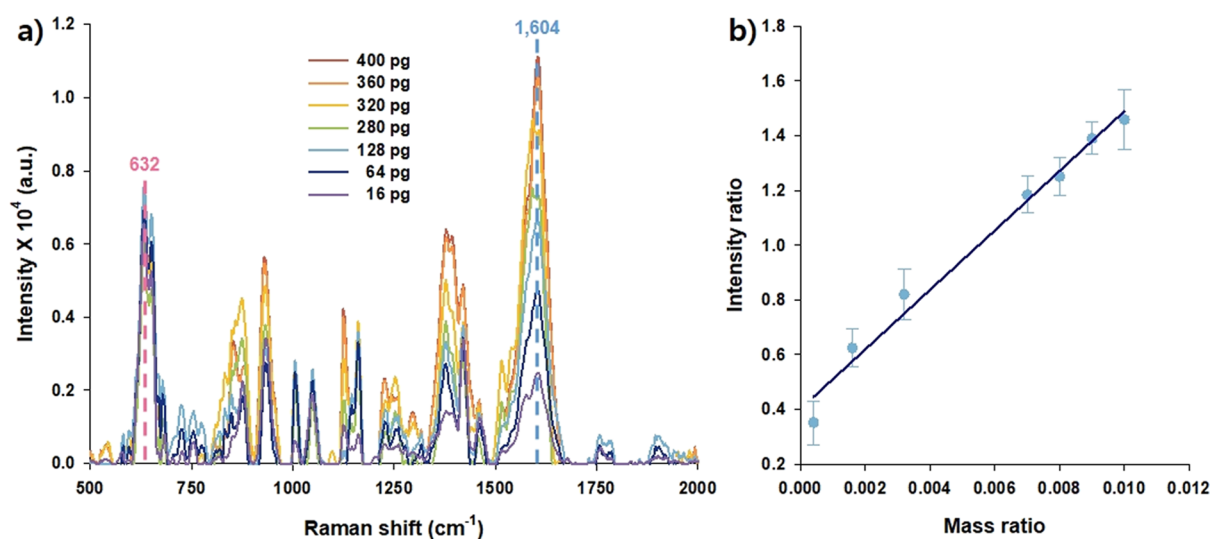 a)
Intensity X 10⁴ (a.u.)
1.2
1.0
0.8
0.6
0.4
0.2
0.0
632
1,604
400 pg
360 pg
320 pg
280 pg
128 pg
64 pg
16 pg
500 750 1000 1250 1500 1750 2000
Raman shift (cm⁻¹)
b)
Intensity ratio
1.8
1.6
1.4
1.2
1.0
0.8
0.6
0.4
0.2
0.000 0.002 0.004 0.006 0.008 0.010 0.012
Mass ratio